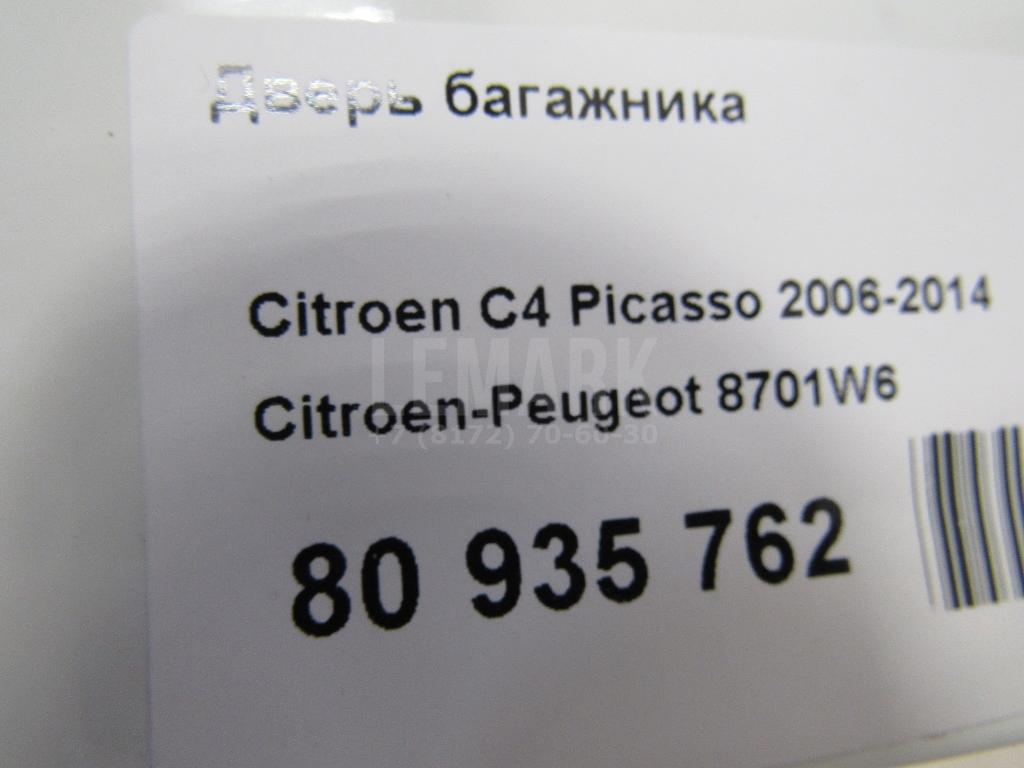 Дверь багажника
Citroen C4 Picasso 2006-2014
LEMARK
Citroen-Peugeot 8701W6
+7 (8172) 70-60-30
80 935 762